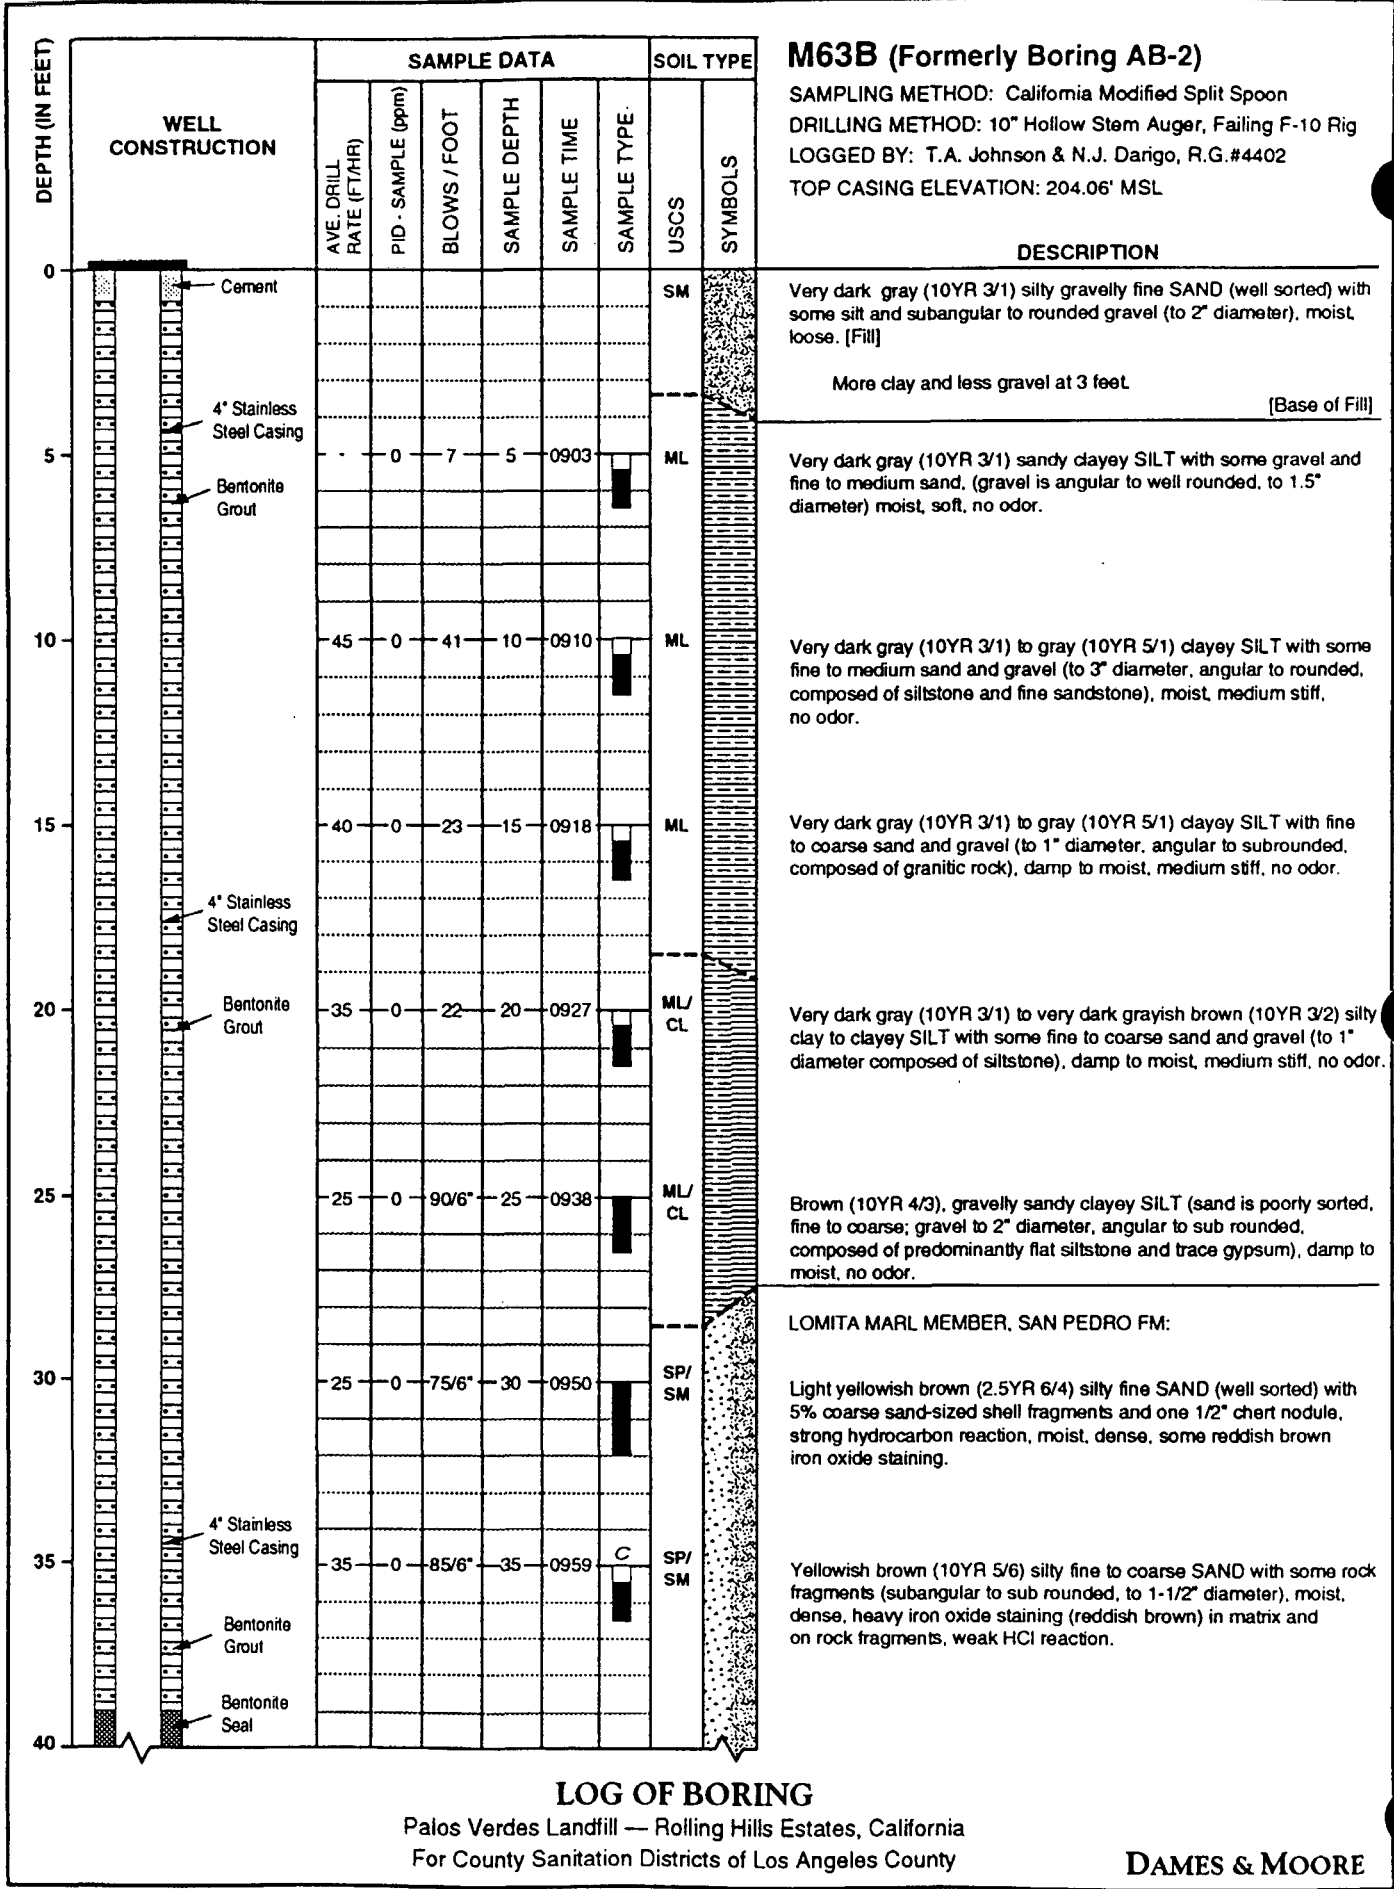 M63B (Formerly Boring AB-2)
SAMPLING METHOD: California Modified Split Spoon
DRILLING METHOD: 10" Hollow Stem Auger, Failing F-10 Rig
LOGGED BY: T.A. Johnson & N.J. Darigo, R.G.#4402
TOP CASING ELEVATION: 204.06' MSL
DEPTH (IN FEET)
WELL
CONSTRUCTION
SAMPLE DATA
SOIL TYPE
AVE. DRILL
RATE (FT/HR)
PID - SAMPLE (ppm)
BLOWS / FOOT
SAMPLE DEPTH
SAMPLE TIME
SAMPLE TYPE.
USCS
SYMBOLS
DESCRIPTION
0
Cement
SM
Very dark gray (10YR 3/1) silty gravelly fine SAND (well sorted) with
some silt and subangular to rounded gravel (to 2" diameter), moist,
loose. [Fill]
More clay and less gravel at 3 feet.
[Base of Fill]
4" Stainless
Steel Casing
5
- 0 7 5 0903 ML
Very dark gray (10YR 3/1) sandy clayey SILT with some gravel and
fine to medium sand, (gravel is angular to well rounded, to 1.5"
diameter) moist, soft, no odor.
Bentonite
Grout
10
45 0 41 10 0910 ML
Very dark gray (10YR 3/1) to gray (10YR 5/1) clayey SILT with some
fine to medium sand and gravel (to 3" diameter, angular to rounded,
composed of siltstone and fine sandstone), moist, medium stiff,
no odor.
15
40 0 23 15 0918 ML
Very dark gray (10YR 3/1) to gray (10YR 5/1) clayey SILT with fine
to coarse sand and gravel (to 1" diameter, angular to subrounded,
composed of granitic rock), damp to moist, medium stiff, no odor.
4" Stainless
Steel Casing
20
Bentonite
Grout
35 0 22 20 0927 ML/
CL
Very dark gray (10YR 3/1) to very dark grayish brown (10YR 3/2) silty
clay to clayey SILT with some fine to coarse sand and gravel (to 1"
diameter composed of siltstone), damp to moist, medium stiff, no odor.
25
25 0 90/6" 25 0938 ML/
CL
Brown (10YR 4/3), gravelly sandy clayey SILT (sand is poorly sorted,
fine to coarse; gravel to 2" diameter, angular to sub rounded,
composed of predominantly flat siltstone and trace gypsum), damp to
moist, no odor.
LOMITA MARL MEMBER, SAN PEDRO FM:
30
25 0 75/6" 30 0950 SP/
SM
Light yellowish brown (2.5YR 6/4) silty fine SAND (well sorted) with
5% coarse sand-sized shell fragments and one 1/2" chert nodule,
strong hydrocarbon reaction, moist, dense, some reddish brown
iron oxide staining.
4" Stainless
Steel Casing
35
35 0 85/6" 35 0959 C SP/
SM
Yellowish brown (10YR 5/6) silty fine to coarse SAND with some rock
fragments (subangular to sub rounded, to 1-1/2" diameter), moist,
dense, heavy iron oxide staining (reddish brown) in matrix and
on rock fragments, weak HCl reaction.
Bentonite
Grout
Bentonite
Seal
40
LOG OF BORING
Palos Verdes Landfill — Rolling Hills Estates, California
For County Sanitation Districts of Los Angeles County
DAMES & MOORE